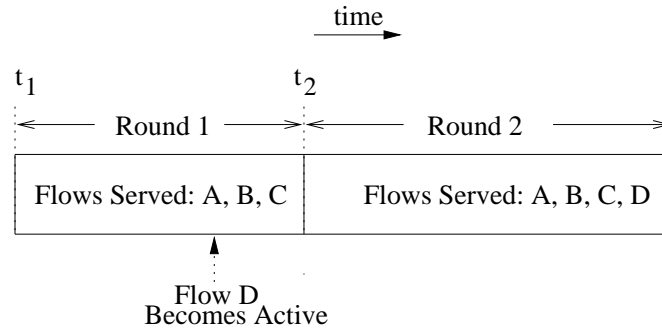 time
t1 t2
Round 1 Round 2
Flows Served: A, B, C Flows Served: A, B, C, D
Flow D
Becomes Active